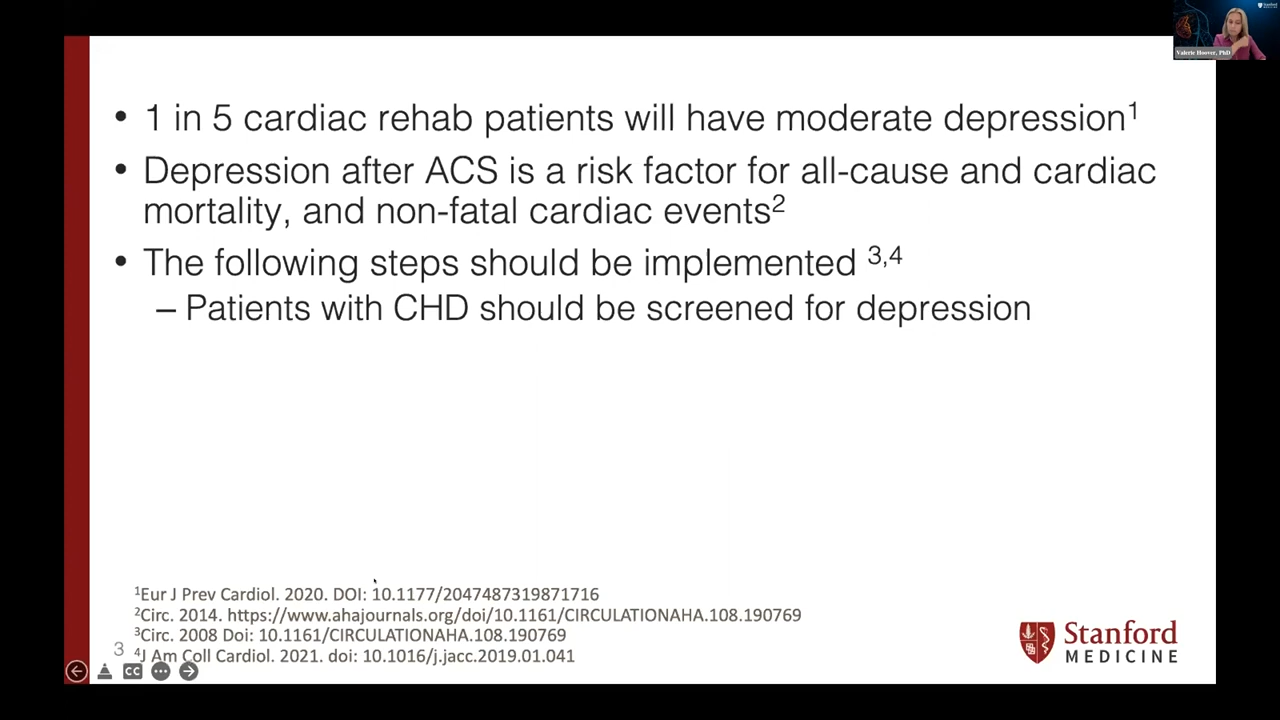 Stanford
MEDICINE
Valerie Hoover, PhD
• 1 in 5 cardiac rehab patients will have moderate depression1
• Depression after ACS is a risk factor for all-cause and cardiac
mortality, and non-fatal cardiac events2
• The following steps should be implemented 3,4
– Patients with CHD should be screened for depression
1Eur J Prev Cardiol. 2020. DOI: 10.1177/2047487319871716
2Circ. 2014. https://www.ahajournals.org/doi/10.1161/CIRCULATIONAHA.108.190769
3Circ. 2008 Doi: 10.1161/CIRCULATIONAHA.108.190769
4J Am Coll Cardiol. 2021. doi: 10.1016/j.jacc.2019.01.041
3
CC
Stanford
MEDICINE